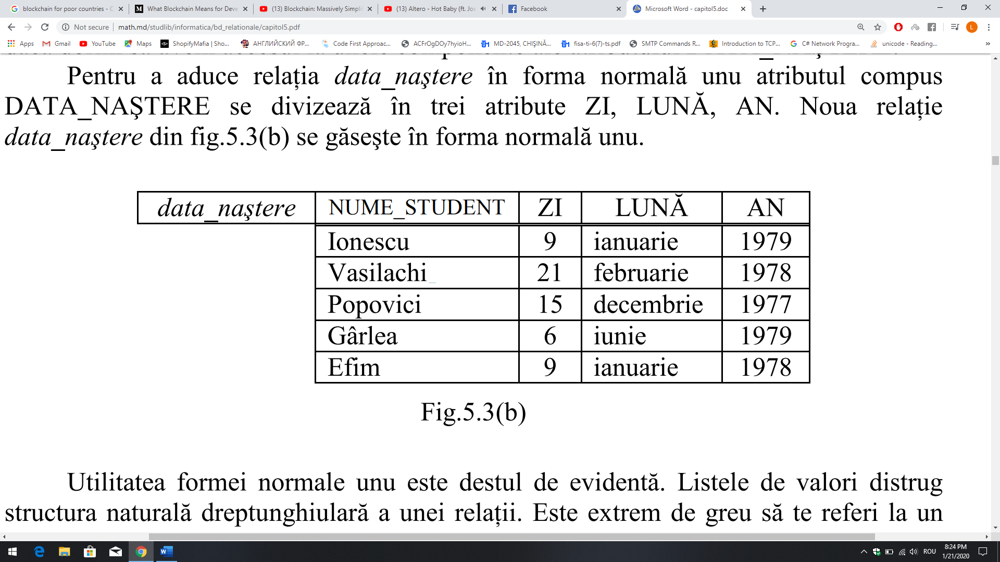 blockchain for poor countries - C
What Blockchain Means for Deve
(13) Blockchain: Massively Simpli
(13) Altero - Hot Baby (ft. Joe
Facebook
Microsoft Word - capitol5.doc
Not secure | math.md/studlib/informatica/bd_relationale/capitol5.pdf
Apps Gmail YouTube Maps ShopifyMafia | Sho... АНГЛИЙСКИЙ ФР... Code First Approac... ACFrOgDOy7hyioH... MD-2045, CHIŞINĂ... fisa-ti-6(7)-ts.pdf SMTP Commands R... Introduction to TCP... C# Network Progra... unicode - Reading... »
Pentru a aduce relația data_naştere în forma normală unu atributul compus
DATA_NAŞTERE se divizează în trei atribute ZI, LUNĂ, AN. Noua relație
data_naştere din fig.5.3(b) se găseşte în forma normală unu.
data_naştere NUME_STUDENT ZI LUNĂ AN
Ionescu 9 ianuarie 1979
Vasilachi 21 februarie 1978
Popovici 15 decembrie 1977
Gârlea 6 iunie 1979
Efim 9 ianuarie 1978
Fig.5.3(b)
Utilitatea formei normale unu este destul de evidentă. Listele de valori distrug
structura naturală dreptunghiulară a unei relații. Este extrem de greu să te referi la un
ROU
8:24 PM
1/21/2020